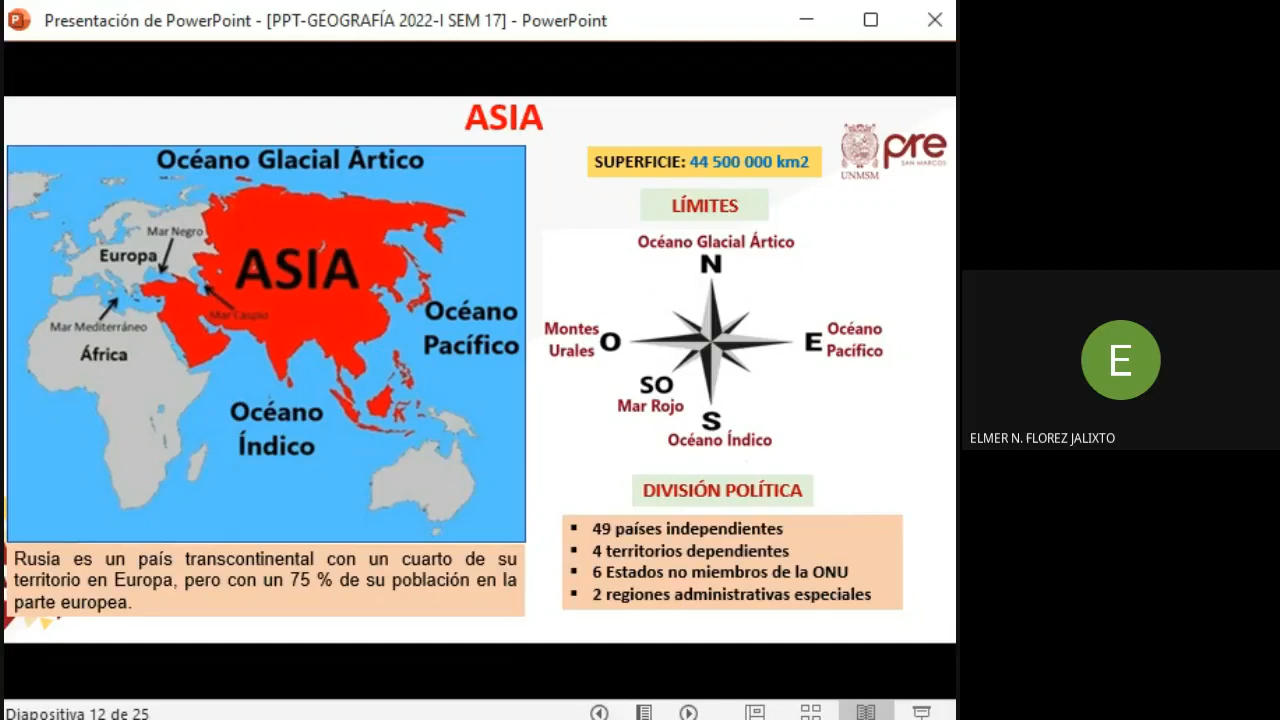 Presentación de PowerPoint - [PPT-GEOGRAFÍA 2022-I SEM 17] - PowerPoint
ASIA
Océano Glacial Ártico
Mar Negro
Europa
ASIA
Mar Caspio
Mar Mediterráneo
África
Océano
Pacífico
Océano
Índico
Rusia es un país transcontinental con un cuarto de su
territorio en Europa, pero con un 75 % de su población en la
parte europea.
SUPERFICIE: 44 500 000 km2
UNMSM
pre
SAN MARCOS
LÍMITES
Océano Glacial Ártico
N
Montes
Urales
O
E
Océano
Pacífico
SO
Mar Rojo
S
Océano Índico
DIVISIÓN POLÍTICA
▪ 49 países independientes
▪ 4 territorios dependientes
▪ 6 Estados no miembros de la ONU
▪ 2 regiones administrativas especiales
E
ELMER N. FLOREZ JALIXTO
Diapositiva 12 de 25